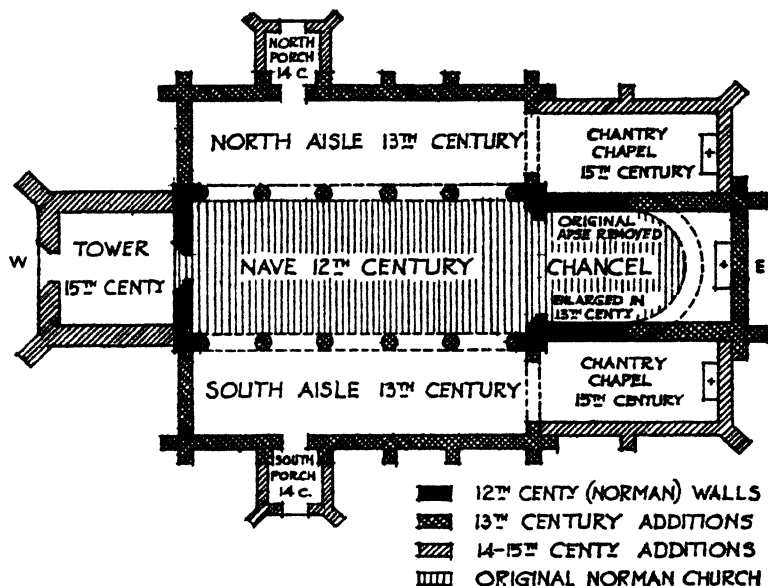 NORTH
PORCH
14 C.
NORTH AISLE 13TH CENTURY
CHANTRY
CHAPEL
15TH CENTURY
W
TOWER
15TH CENTY
NAVE 12TH CENTURY
ORIGINAL
APSE REMOVED
CHANCEL
ENLARGED IN
13TH CENTY
E
SOUTH AISLE 13TH CENTURY
CHANTRY
CHAPEL
15TH CENTURY
SOUTH
PORCH
14 C.
12TH CENTY (NORMAN) WALLS
13TH CENTURY ADDITIONS
14-15TH CENTY ADDITIONS
ORIGINAL NORMAN CHURCH